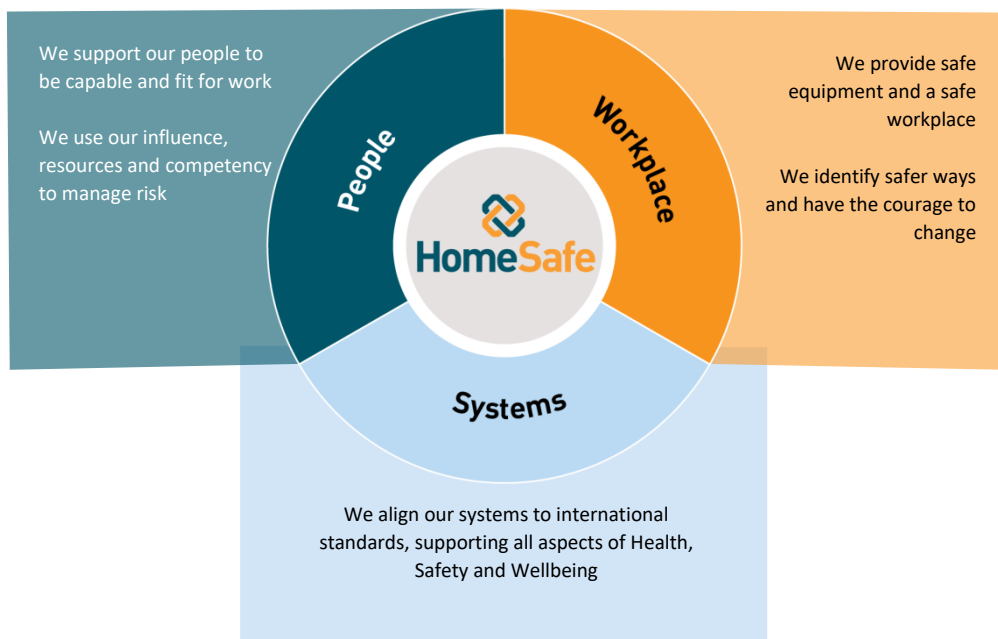 We support our people to
be capable and fit for work
We use our influence,
resources and competency
to manage risk
People
Workplace
We provide safe
equipment and a safe
workplace
We identify safer ways
and have the courage to
change
HomeSafe
Systems
We align our systems to international
standards, supporting all aspects of Health,
Safety and Wellbeing